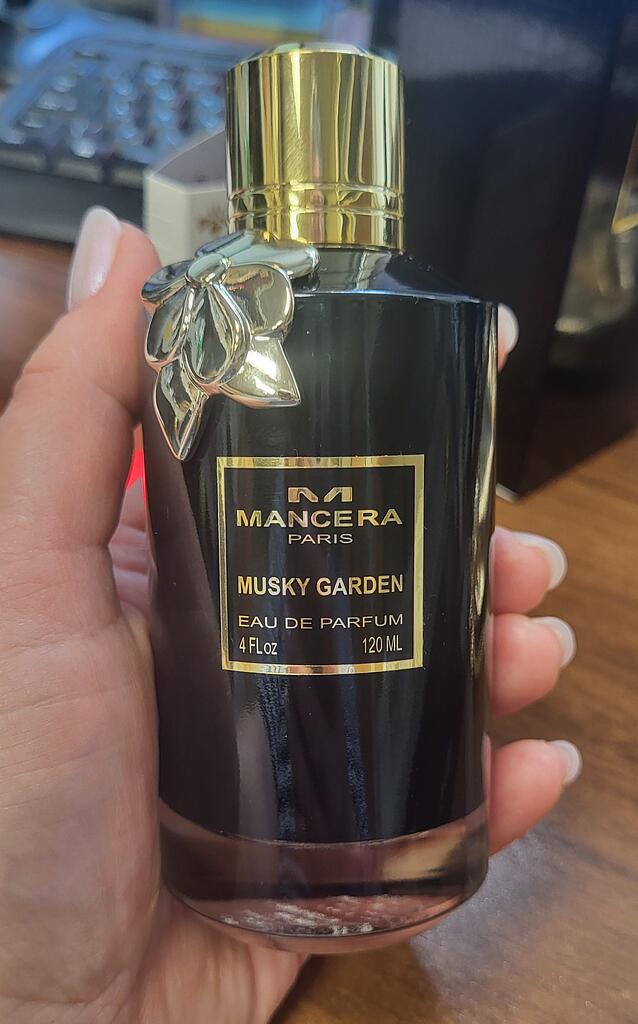 MANCERA
PARIS
MUSKY GARDEN
EAU DE PARFUM
4 FLoz 120 ML